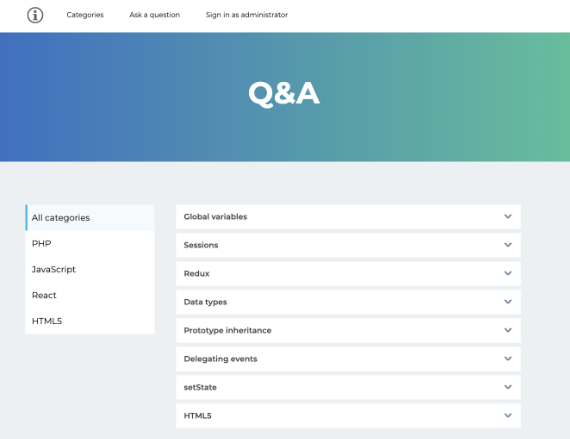 Categories Ask a question Sign in as administrator
Q&A
All categories
PHP
JavaScript
React
HTML5
Global variables
Sessions
Redux
Data types
Prototype inheritance
Delegating events
setState
HTML5